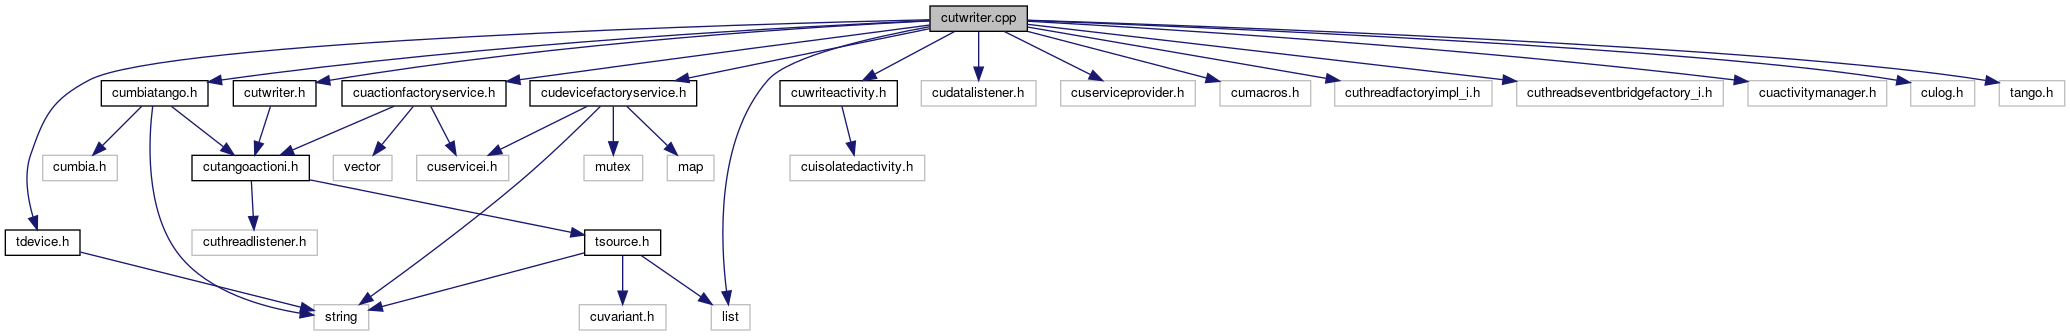 cutwriter.cpp
cumbiatango.h
cutwriter.h
cuactionfactoryservice.h
cudevicefactoryservice.h
cuwriteactivity.h
cudatalistener.h
cuserviceprovider.h
cumacros.h
cuthreadfactoryimpl_i.h
cuthreadseventbridgefactory_i.h
cuactivitymanager.h
culog.h
tango.h
cumbia.h
cutangoactioni.h
vector
cuservicei.h
mutex
map
cuisolatedactivity.h
tdevice.h
cuthreadlistener.h
tsource.h
string
cuvariant.h
list